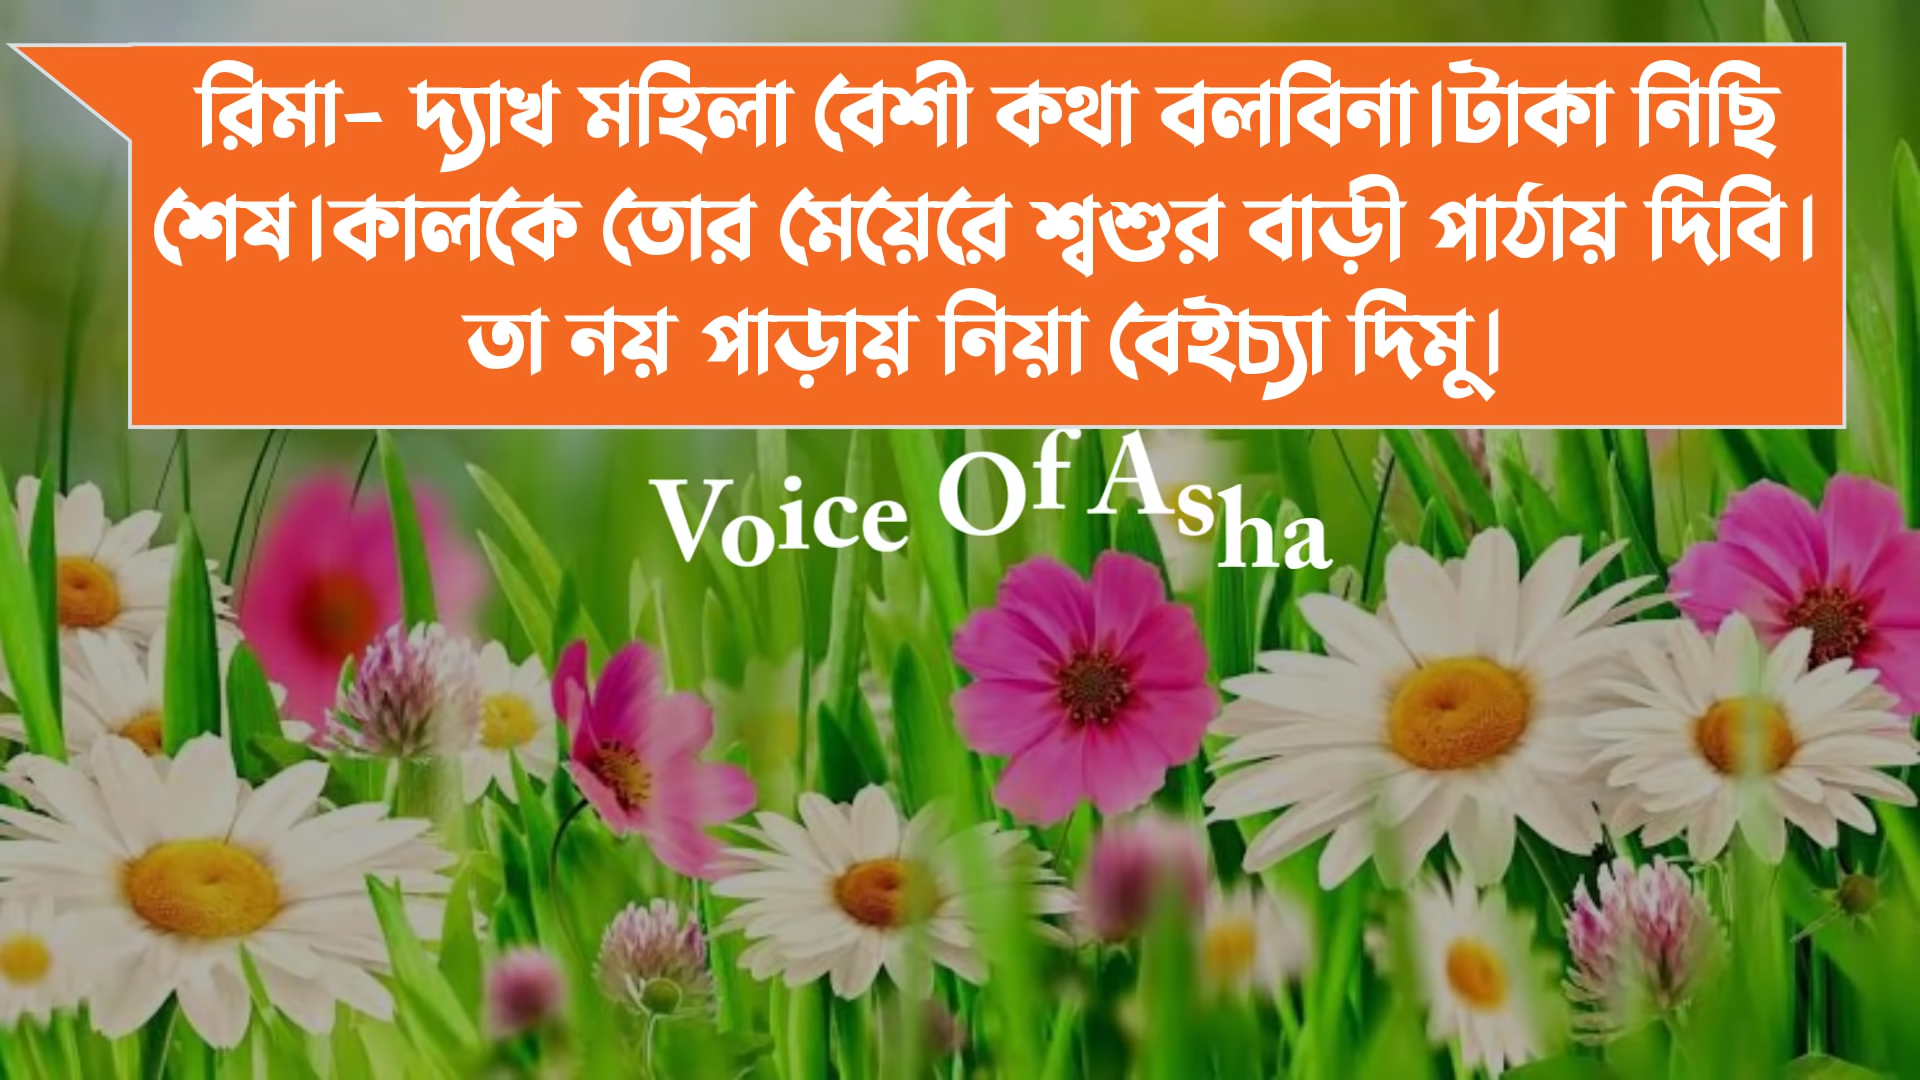 রিমা- দ্যাখ মহিলা বেশী কথা বলবিনা।টাকা নিছি
শেষ।কালকে তোর মেয়েরে শ্বশুর বাড়ী পাঠায় দিবি।
তা নয় পাড়ায় নিয়া বেইচ্যা দিমু।
Voice Of Asha